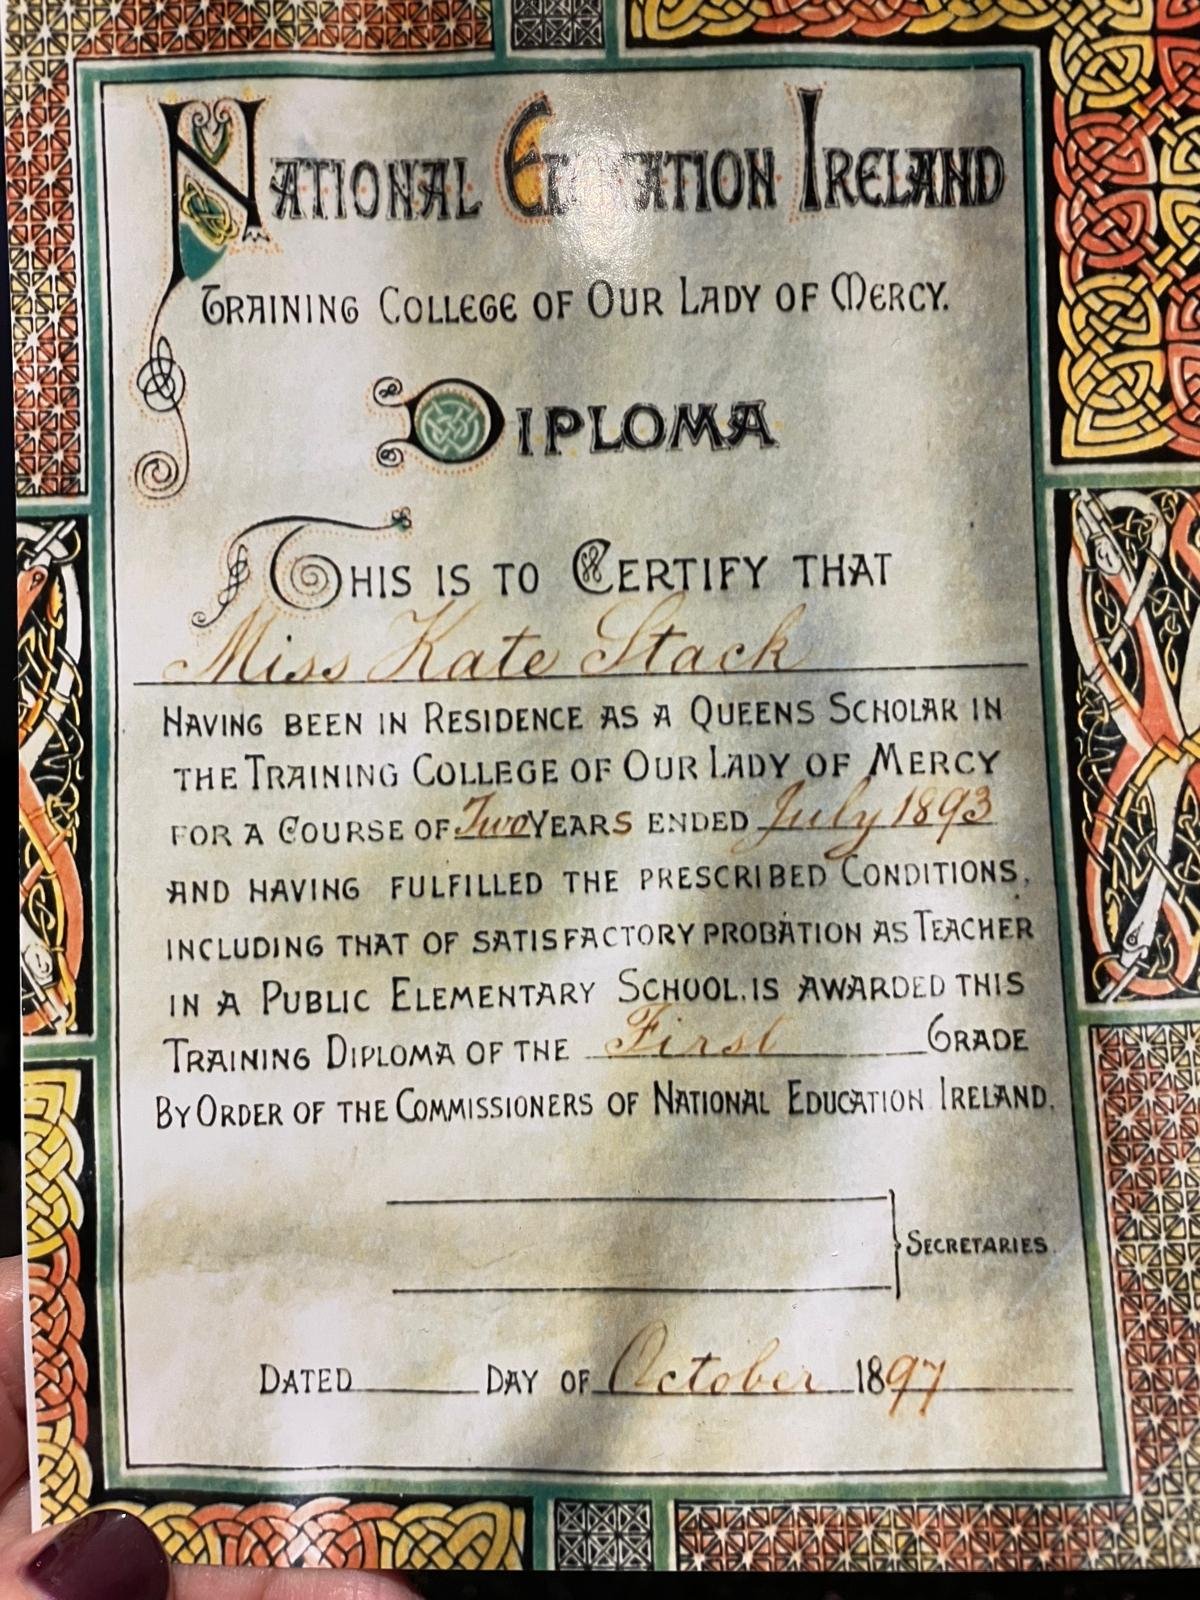 National Education Ireland
Training College of Our Lady of Mercy.
Diploma
This is to Certify that
Miss Kate Stack
Having been in Residence as a Queens Scholar in
the Training College of Our Lady of Mercy
for a Course of Two Years ended July 1893
and having fulfilled the prescribed Conditions,
including that of satisfactory probation as Teacher
in a Public Elementary School, is awarded this
Training Diploma of the First Grade
By Order of the Commissioners of National Education Ireland.
Secretaries.
Dated day of October 1897